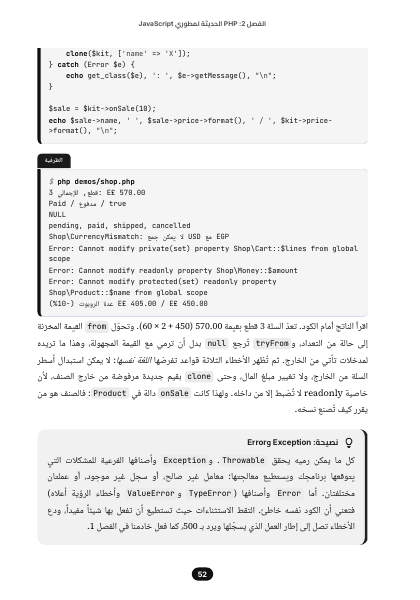 الفصل 2: PHP الحديثة لمطوري JavaScript
clone($kit, ['name' => 'X']);
} catch (Error $e) {
echo get_class($e), ': ', $e->getMessage(), "\n";
}
$sale = $kit->onSale(10);
echo $sale->name, ' ', $sale->price->format(), ' / ', $kit->price-
>format(), "\n";
الطرفية
$ php demos/shop.php
3 قطع، الإجمالي: E£ 570.00
Paid / مدفوع / true
NULL
pending, paid, shipped, cancelled
Shop\CurrencyMismatch: لا يمكن جمع USD مع EGP
Error: Cannot modify private(set) property Shop\Cart::$lines from global
scope
Error: Cannot modify readonly property Shop\Money::$amount
Error: Cannot modify protected(set) readonly property
Shop\Product::$name from global scope
عدة الروبوت (-10%) E£ 405.00 / E£ 450.00
اقرأ الناتج أمام الكود. تعدّ السلة 3 قطع بقيمة 570.00 (450 + 2 × 60). وتحوّل from القيمة المخزنة
إلى حالة من التعداد، و tryFrom تُرجع null بدل أن ترمي مع القيمة المجهولة، وهذا ما تريده
لمدخلات تأتي من الخارج. ثم تُظهر الأخطاء الثلاثة قواعد تفرضها اللغة نفسها: لا يمكن استبدال أسطر
السلة من الخارج، ولا تغيير مبلغ المال، وحتى clone بقيم جديدة مرفوضة من خارج الصنف، لأن
خاصية readonly لا تُضبط إلا من داخله. ولهذا كانت onSale دالة في Product : فالصنف هو من
يقرر كيف تُصنع نسخه.
نصيحة: Exception وError
كل ما يمكن رميه يحقق Throwable . و Exception وأصنافها الفرعية للمشكلات التي
يتوقعها برنامجك ويستطيع معالجتها: معامل غير صالح، أو سجل غير موجود، أو عملتان
مختلفتان. أما Error وأصنافها ( TypeError و ValueError وأخطاء الرؤية أعلاه)
فتعني أن الكود نفسه خاطئ. التقط الاستثناءات حيث تستطيع أن تفعل بها شيئًا مفيدًا، ودع
الأخطاء تصل إلى إطار العمل الذي يسجّلها ويرد بـ 500، كما فعل خادمنا في الفصل 1.
52